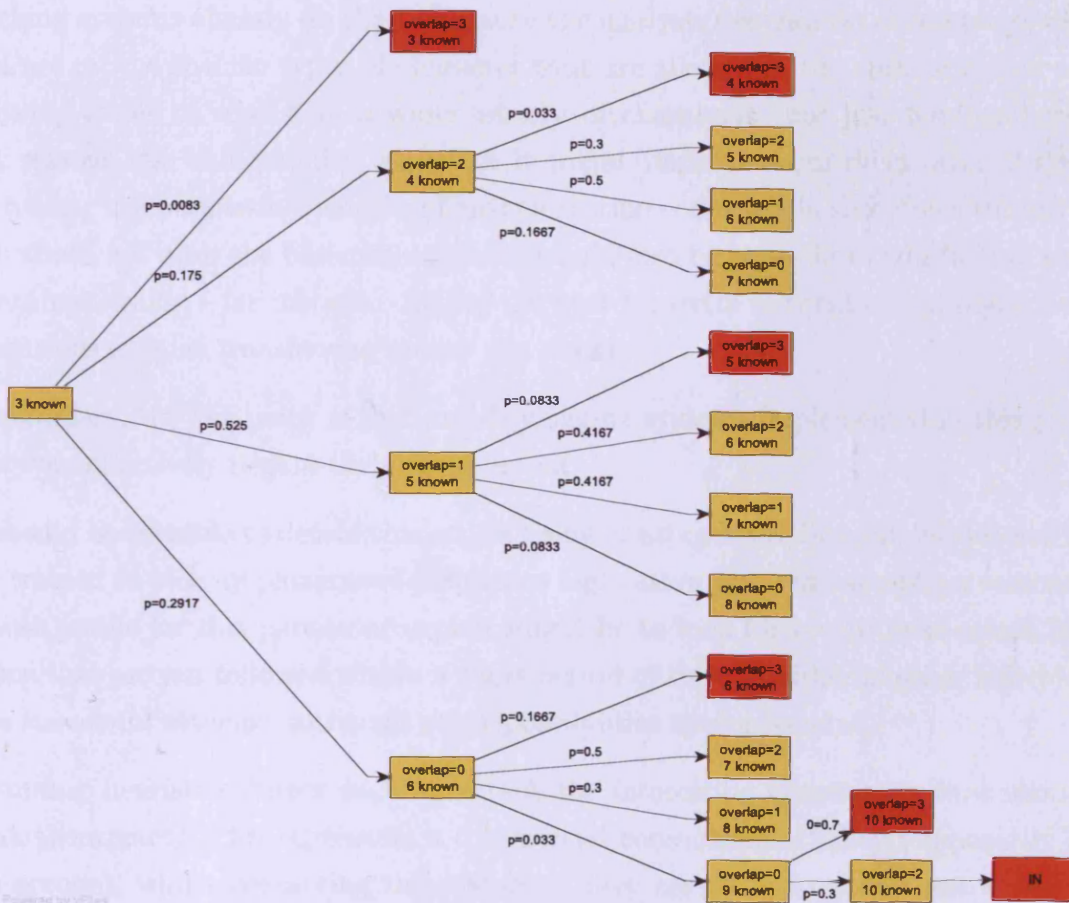 overlap=3
3 known
overlap=3
4 known
p=0.033
overlap=2
5 known
p=0.3
overlap=2
4 known
p=0.5
overlap=1
6 known
p=0.0083
p=0.1667
overlap=0
7 known
p=0.175
overlap=3
5 known
3 known
p=0.0833
p=0.525
p=0.4167
overlap=2
6 known
overlap=1
5 known
p=0.4167
overlap=1
7 known
p=0.0833
p=0.2917
overlap=0
8 known
overlap=3
6 known
p=0.1667
p=0.5
overlap=2
7 known
overlap=0
6 known
p=0.3
overlap=1
8 known
overlap=3
10 known
0=0.7
p=0.033
overlap=0
9 known
p=0.3
overlap=2
10 known
IN